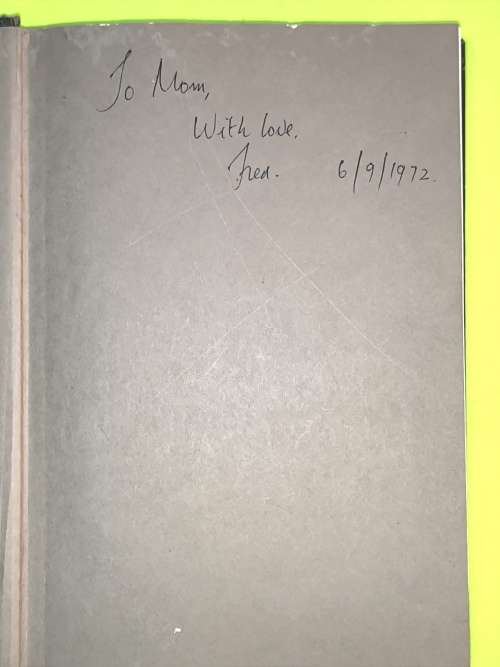 To Mom,
With love.
Fred. 6/9/1972.